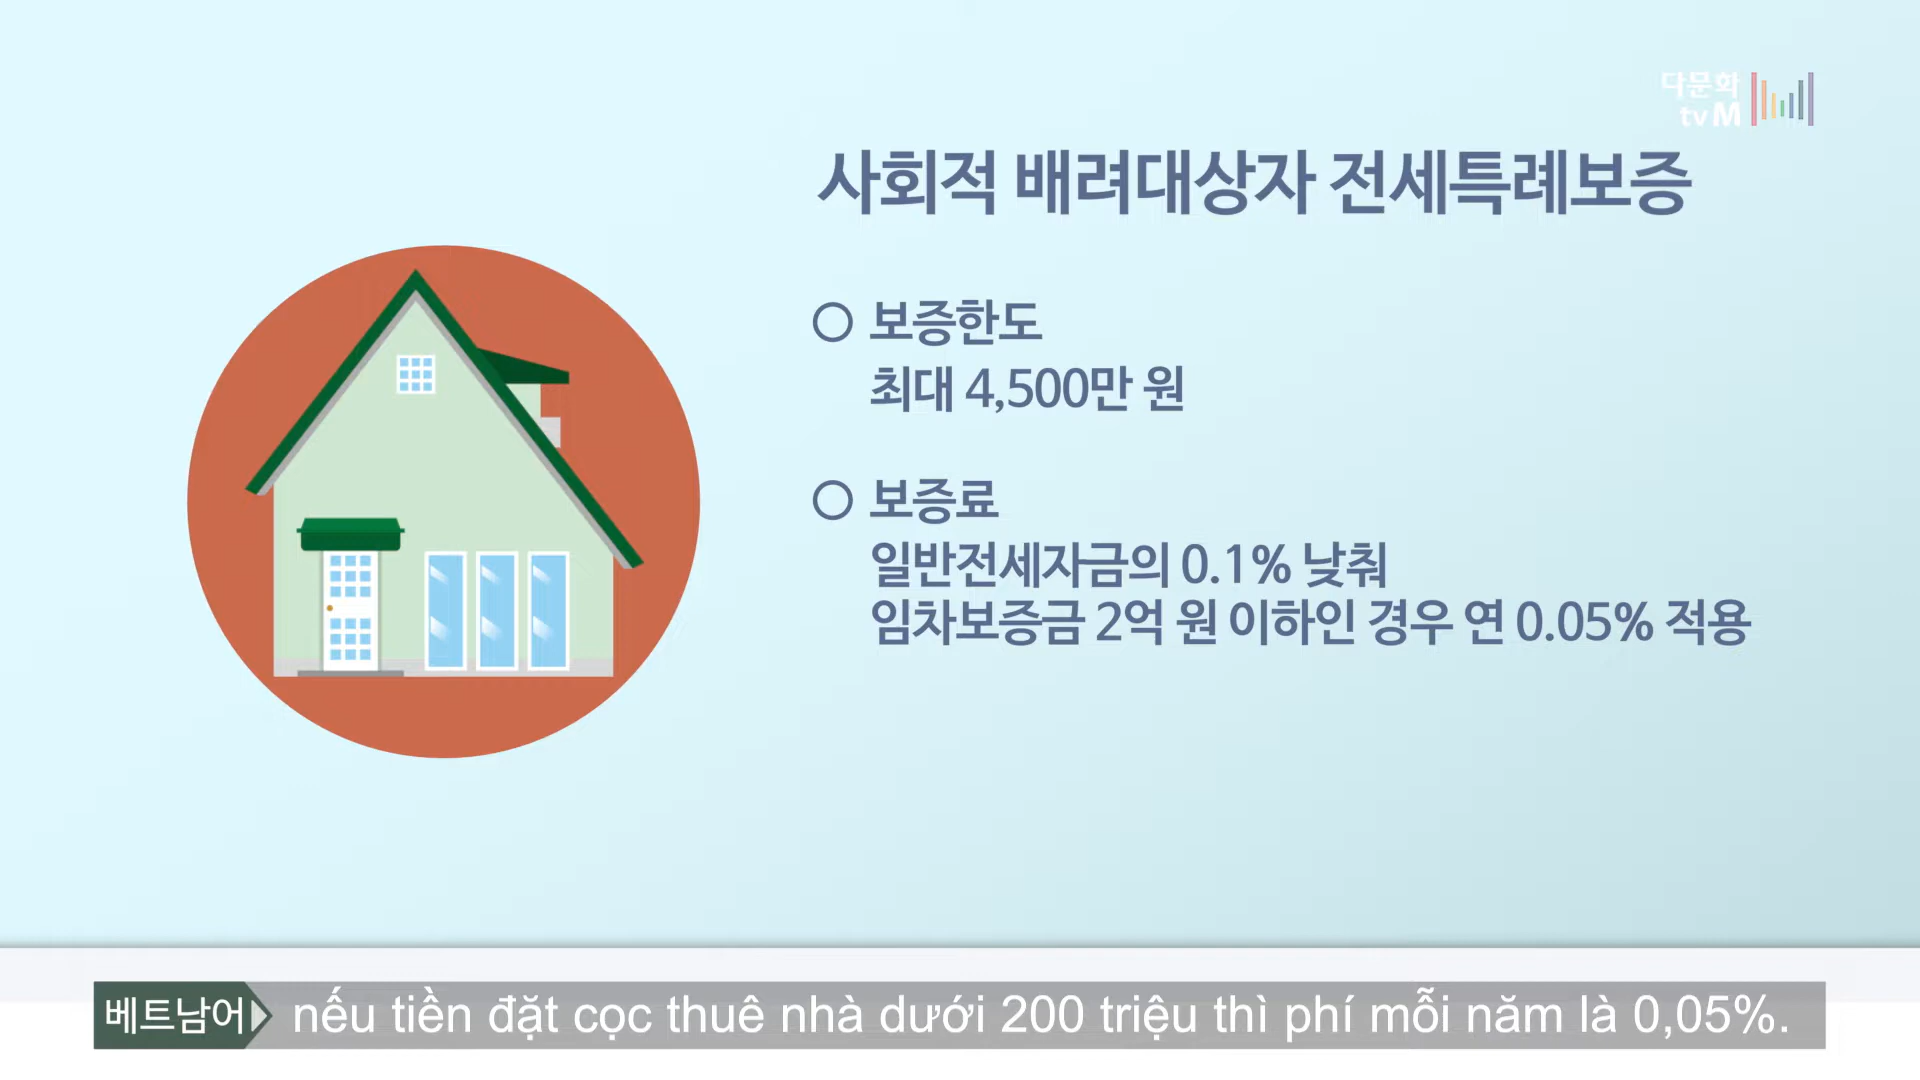 다문화
tv M
사회적 배려대상자 전세특례보증
○ 보증한도
최대 4,500만 원
○ 보증료
일반전세자금의 0.1% 낮춰
임차보증금 2억 원 이하인 경우 연 0.05% 적용
베트남어 nếu tiền đặt cọc thuê nhà dưới 200 triệu thì phí mỗi năm là 0,05%.